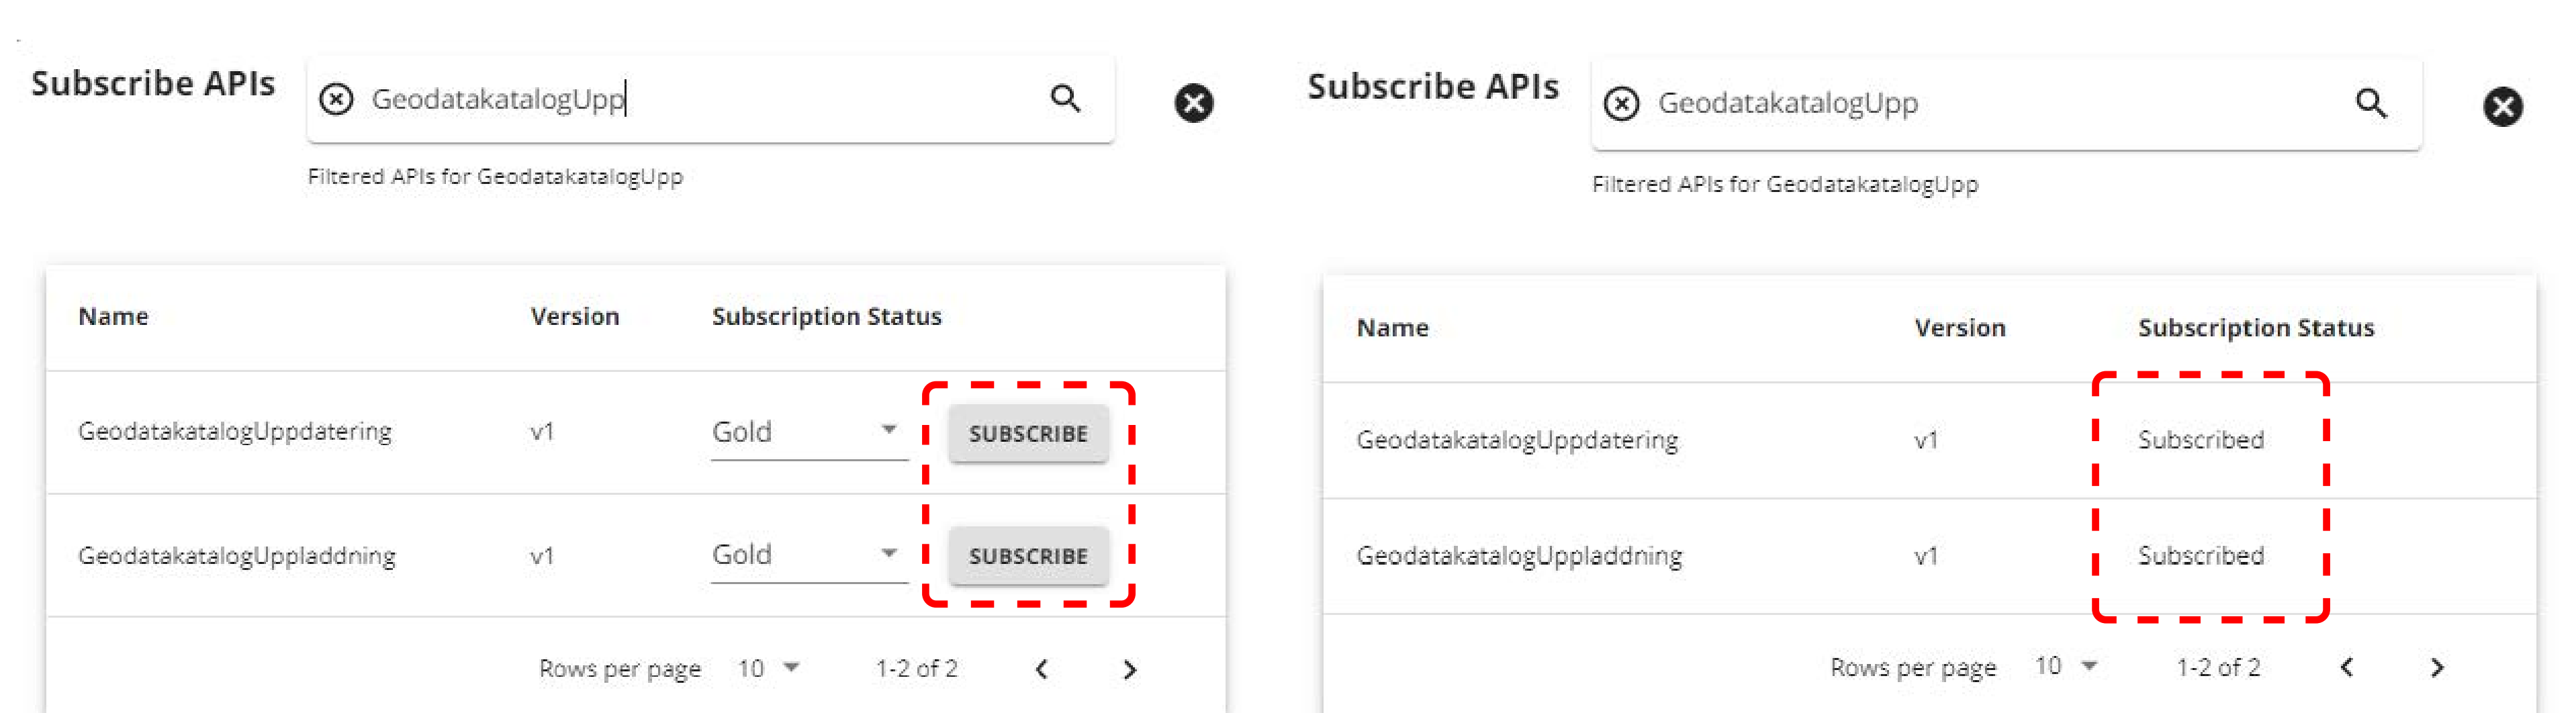 Subscribe APIs
GeodatakatalogUpp
Filtered APIs for GeodatakatalogUpp
Name Version Subscription Status
GeodatakatalogUppdatering v1 Gold SUBSCRIBE
GeodatakatalogUppladdning v1 Gold SUBSCRIBE
Rows per page 10 1-2 of 2
Subscribe APIs
GeodatakatalogUpp
Filtered APIs for GeodatakatalogUpp
Name Version Subscription Status
GeodatakatalogUppdatering v1 Subscribed
GeodatakatalogUppladdning v1 Subscribed
Rows per page 10 1-2 of 2